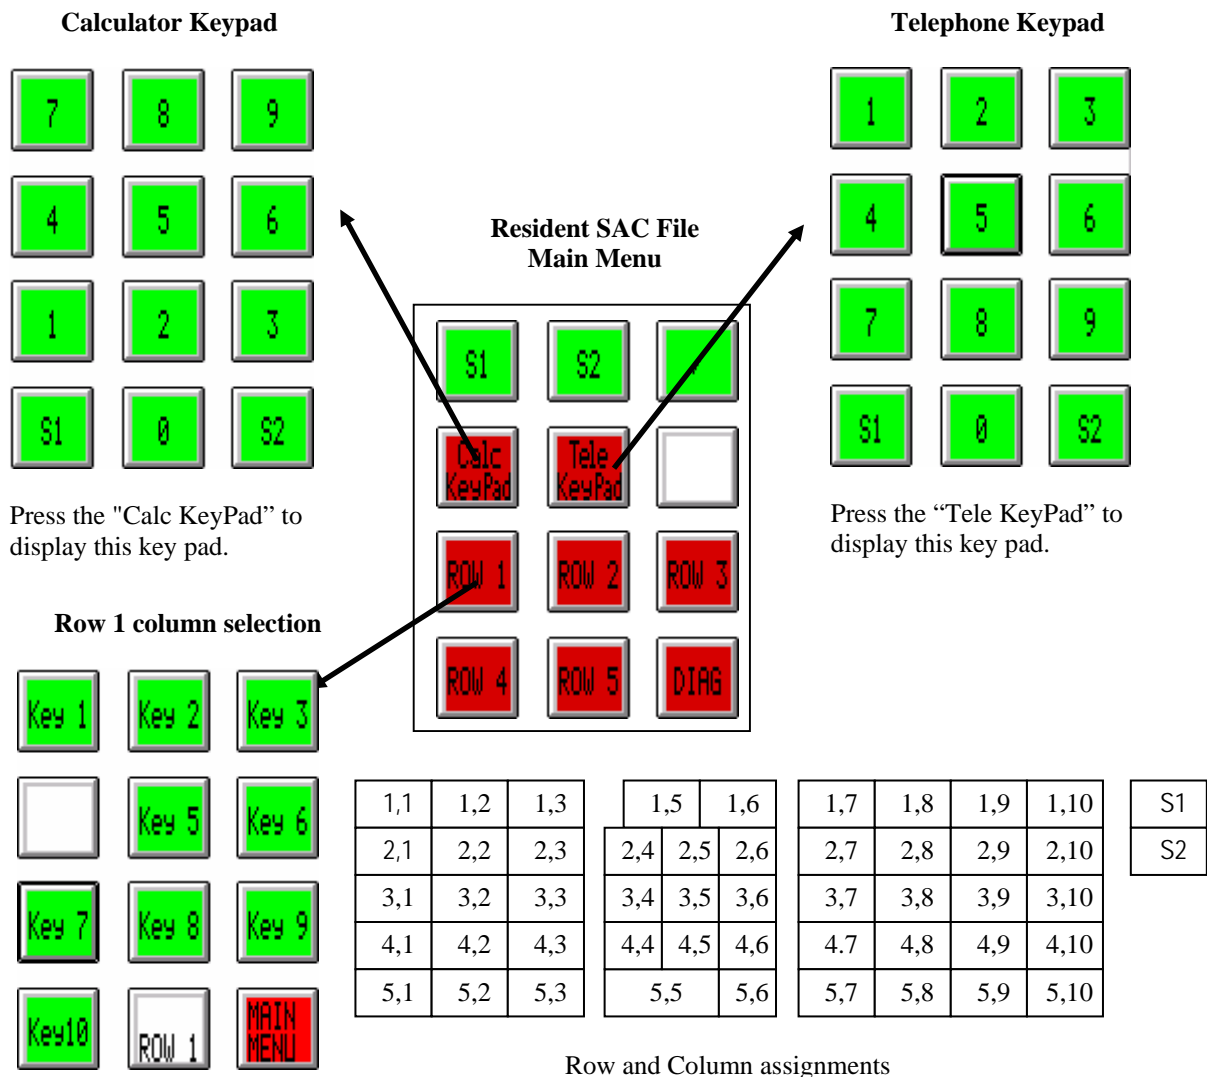 Calculator Keypad
7 8 9
4 5 6
1 2 3
S1 0 S2
Press the "Calc KeyPad” to
display this key pad.
Telephone Keypad
1 2 3
4 5 6
7 8 9
S1 0 S2
Press the “Tele KeyPad” to
display this key pad.
Resident SAC File
Main Menu
S1 S2
Calc KeyPad Tele KeyPad
ROW 1 ROW 2 ROW 3
ROW 4 ROW 5 DIAG
Row 1 column selection
Key 1 Key 2 Key 3
Key 5 Key 6
Key 7 Key 8 Key 9
Key10 ROW 1 MAIN MENU
1,1 1,2 1,3 1,5 1,6 1,7 1,8 1,9 1,10 S1
2,1 2,2 2,3 2,4 2,5 2,6 2,7 2,8 2,9 2,10 S2
3,1 3,2 3,3 3,4 3,5 3,6 3,7 3,8 3,9 3,10
4,1 4,2 4,3 4,4 4,5 4,6 4.7 4,8 4,9 4,10
5,1 5,2 5,3 5,5 5,6 5,7 5,8 5,9 5,10
Row and Column assignments